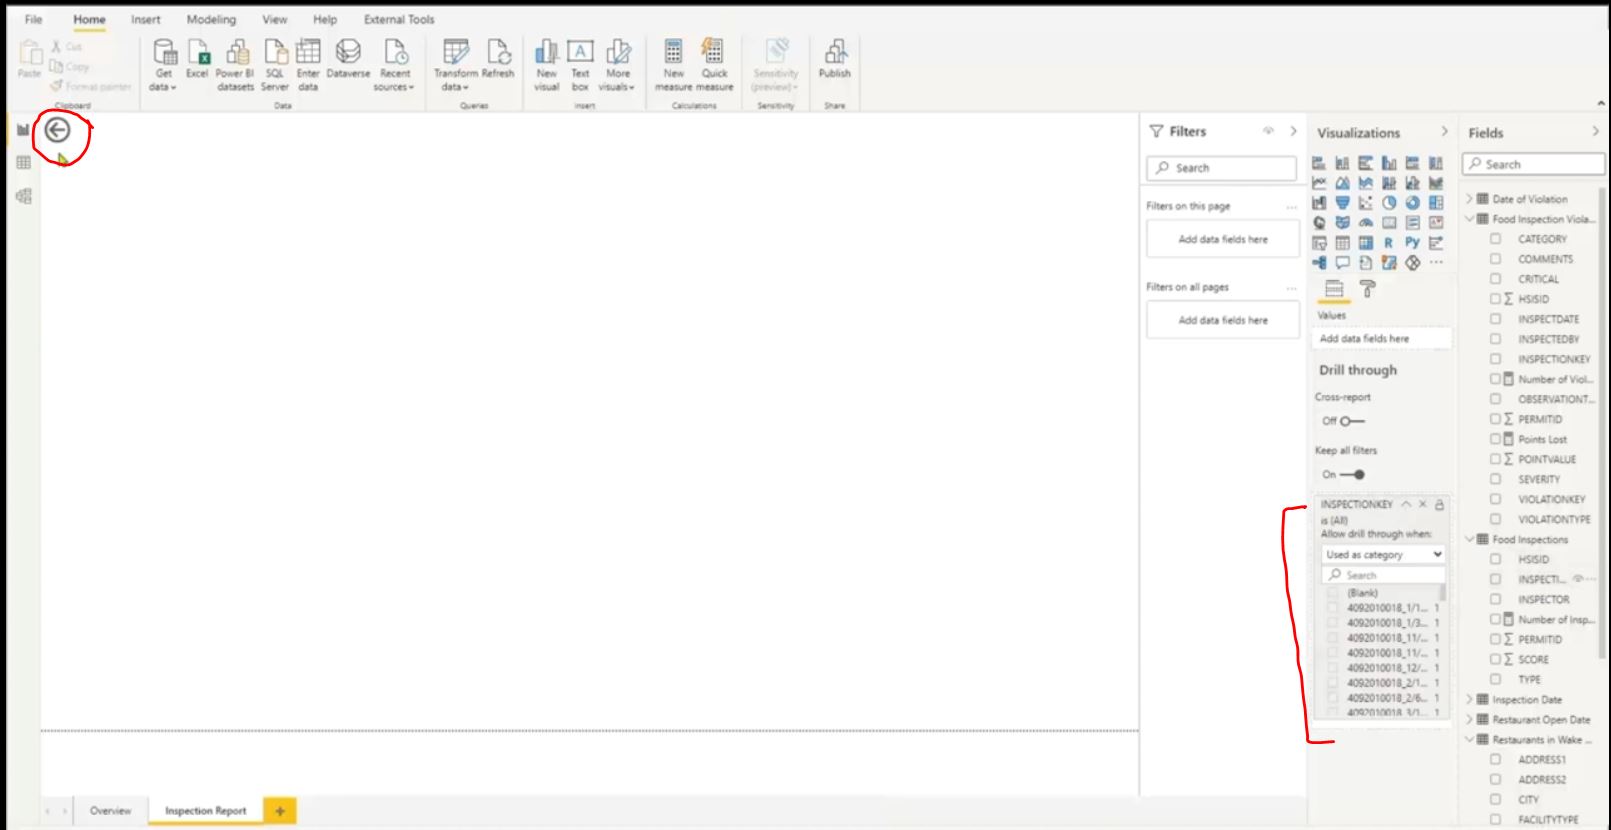 File Home Insert Modeling View Help External Tools
Paste
Cut
Copy
Format painter
Clipboard
Get data
Excel
Power BI datasets
SQL Server
Enter data
Dataverse
Recent sources
Data
Transform data
Refresh
Queries
New visual
Text box
More visuals
Insert
New measure
Quick measure
Calculations
Sensitivity (preview)
Sensitivity
Publish
Share
Filters
Search
Filters on this page
Add data fields here
Filters on all pages
Add data fields here
Visualizations
R Py
Values
Add data fields here
Drill through
Cross-report
Off
Keep all filters
On
INSPECTIONKEY
is (All)
Allow drill through when:
Used as category
Search
(Blank)
4092010018_1/1... 1
4092010018_1/3... 1
4092010018_11/... 1
4092010018_11/... 1
4092010018_12/... 1
4092010018_2/1... 1
4092010018_2/6... 1
4092010018_3/1... 1
Fields
Search
Date of Violation
Food Inspection Viola...
CATEGORY
COMMENTS
CRITICAL
HSISID
INSPECTDATE
INSPECTEDBY
INSPECTIONKEY
Number of Viol...
OBSERVATIONT...
PERMITID
Points Lost
POINTVALUE
SEVERITY
VIOLATIONKEY
VIOLATIONTYPE
Food Inspections
HSISID
INSPECTI...
INSPECTOR
Number of Insp...
PERMITID
SCORE
TYPE
Inspection Date
Restaurant Open Date
Restaurants in Wake ...
ADDRESS1
ADDRESS2
CITY
FACILITYTYPE
Overview
Inspection Report
+